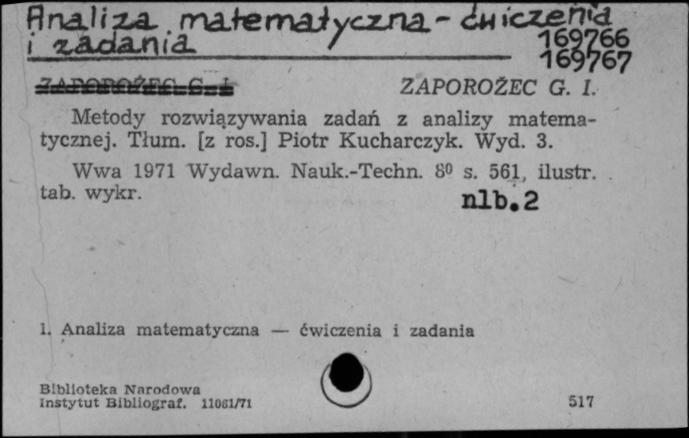 Analiza matematyczna - ćwiczenia
i zadania
169766
169767
ZAPOROŻEC G. I.
ZAPOROŻEC G. I.
Metody rozwiązywania zadań z analizy matema-
tycznej. Tłum. [z ros.] Piotr Kucharczyk. Wyd. 3.
Wwa 1971 Wydawn. Nauk.-Techn. 8⁰ s. 561, ilustr.
tab. wykr.
nlb. 2
1. Analiza matematyczna — ćwiczenia i zadania
Biblioteka Narodowa
Instytut Bibliograf. 11061/71
517